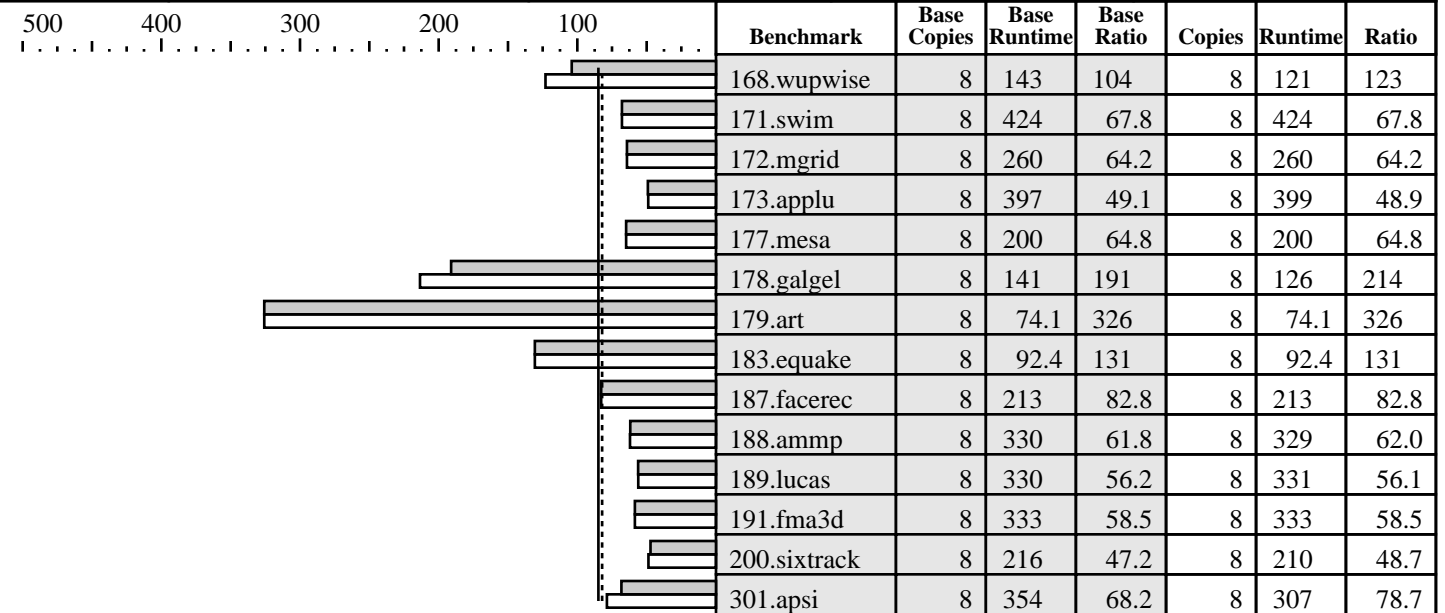 500 400 300 200 100
Benchmark Base Copies Base Runtime Base Ratio Copies Runtime Ratio
168.wupwise 8 143 104 8 121 123
171.swim 8 424 67.8 8 424 67.8
172.mgrid 8 260 64.2 8 260 64.2
173.applu 8 397 49.1 8 399 48.9
177.mesa 8 200 64.8 8 200 64.8
178.galgel 8 141 191 8 126 214
179.art 8 74.1 326 8 74.1 326
183.equake 8 92.4 131 8 92.4 131
187.facerec 8 213 82.8 8 213 82.8
188.ammp 8 330 61.8 8 329 62.0
189.lucas 8 330 56.2 8 331 56.1
191.fma3d 8 333 58.5 8 333 58.5
200.sixtrack 8 216 47.2 8 210 48.7
301.apsi 8 354 68.2 8 307 78.7